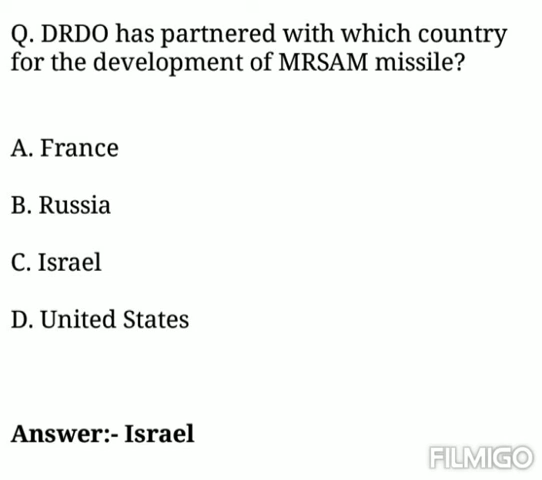 Q. DRDO has partnered with which country
for the development of MRSAM missile?
A. France
B. Russia
C. Israel
D. United States
Answer:- Israel
FILMIGO